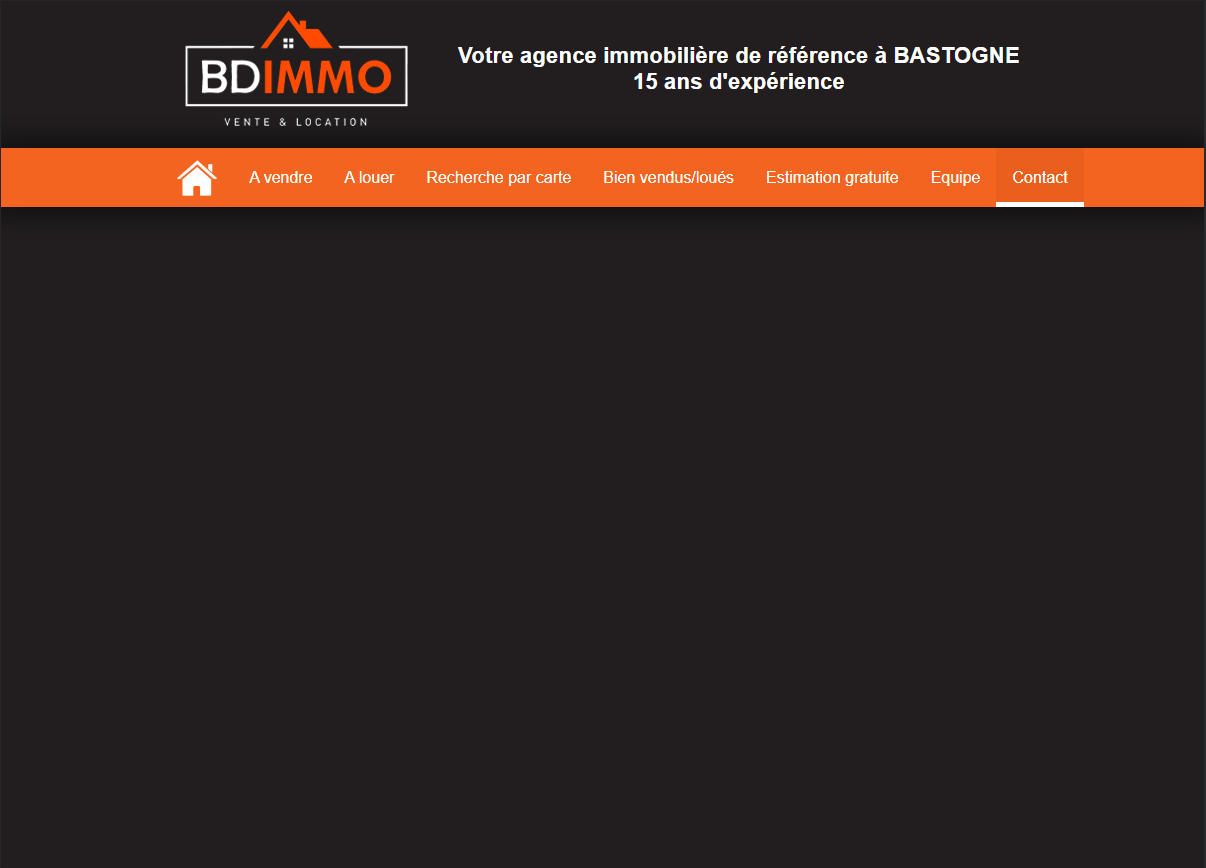 BDIMMO
VENTE & LOCATION
Votre agence immobilière de référence à BASTOGNE
15 ans d'expérience
A vendre
A louer
Recherche par carte
Bien vendus/loués
Estimation gratuite
Equipe
Contact